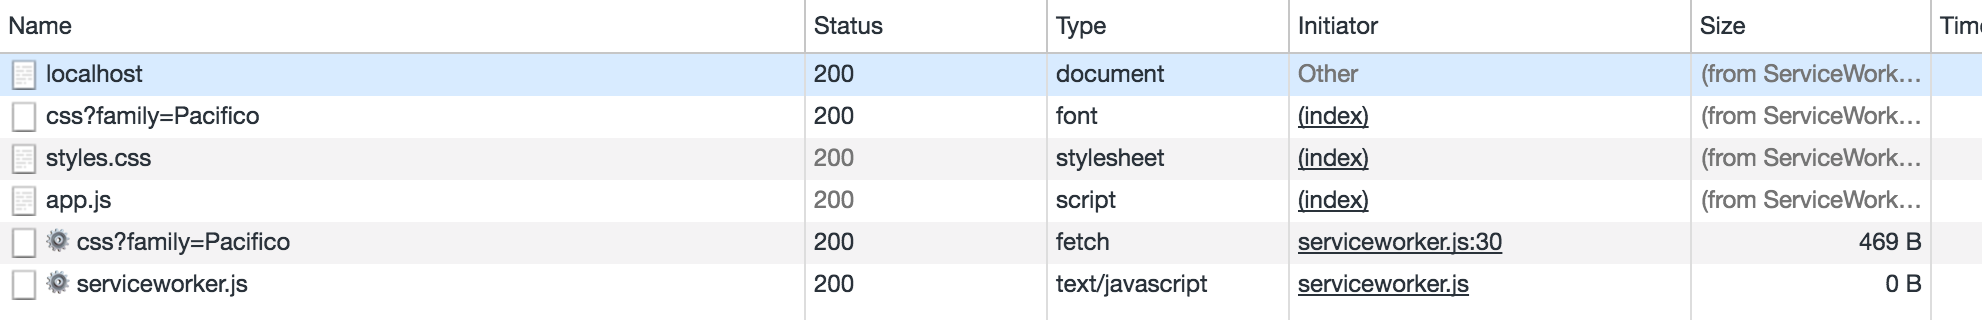 Name Status Type Initiator Size Time
localhost 200 document Other (from ServiceWork...
css?family=Pacifico 200 font (index) (from ServiceWork...
styles.css 200 stylesheet (index) (from ServiceWork...
app.js 200 script (index) (from ServiceWork...
css?family=Pacifico 200 fetch serviceworker.js:30 469 B
serviceworker.js 200 text/javascript serviceworker.js 0 B